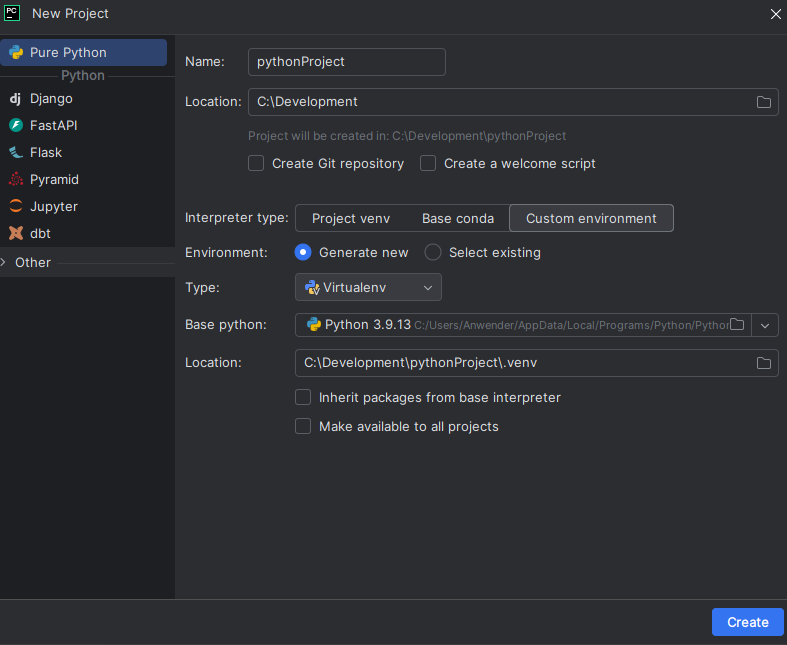 PC
New Project
Pure Python
Python
dj Django
FastAPI
Flask
Pyramid
Jupyter
dbt
Other
Name: pythonProject
Location: C:\Development
Project will be created in: C:\Development\pythonProject
Create Git repository Create a welcome script
Interpreter type: Project venv Base conda Custom environment
Environment: Generate new Select existing
Type: Virtualenv
Base python: Python 3.9.13 C:/Users/Anwender/AppData/Local/Programs/Python/Python
Location: C:\Development\pythonProject\.venv
Inherit packages from base interpreter
Make available to all projects
Create